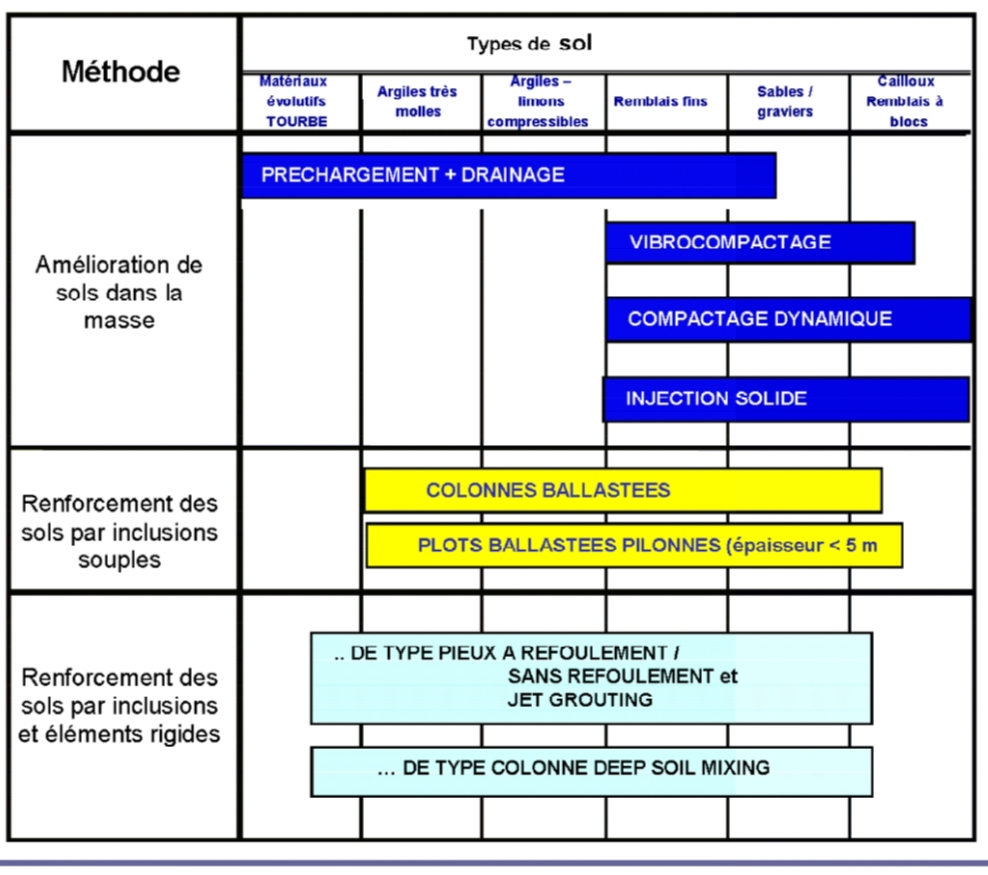 Méthode
Types de sol
Matériaux
évolutifs
TOURBE
Argiles très
molles
Argiles –
limons
compressibles
Remblais fins
Sables /
graviers
Cailloux
Remblais à
blocs
Amélioration de
sols dans la
masse
PRECHARGEMENT + DRAINAGE
VIBROCOMPACTAGE
COMPACTAGE DYNAMIQUE
INJECTION SOLIDE
Renforcement des
sols par inclusions
souples
COLONNES BALLASTEES
PLOTS BALLASTEES PILONNES (épaisseur < 5 m
Renforcement des
sols par inclusions
et éléments rigides
.. DE TYPE PIEUX A REFOULEMENT /
SANS REFOULEMENT et
JET GROUTING
... DE TYPE COLONNE DEEP SOIL MIXING